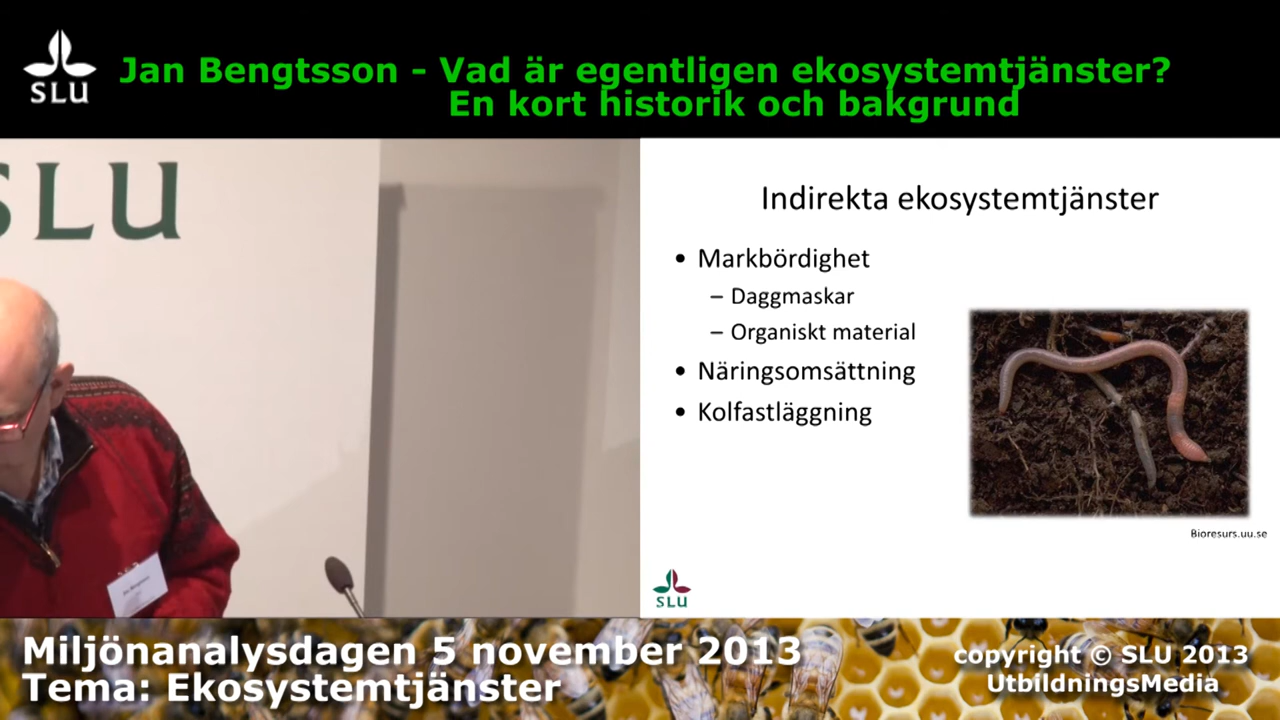 SLU
Jan Bengtsson - Vad är egentligen ekosystemtjänster?
En kort historik och bakgrund
SLU
Indirekta ekosystemtjänster
• Markbördighet
– Daggmaskar
– Organiskt material
• Näringsomsättning
• Kolfastläggning
Bioresurs.uu.se
SLU
Miljönanalysdagen 5 november 2013
Tema: Ekosystemtjänster
copyright © SLU 2013
UtbildningsMedia